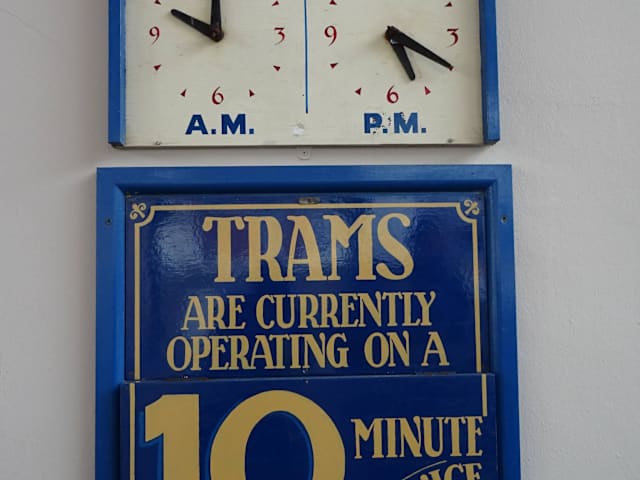 9 3 9 3
6 6
A.M. P.M.
TRAMS
ARE CURRENTLY
OPERATING ON A
10 MINUTE